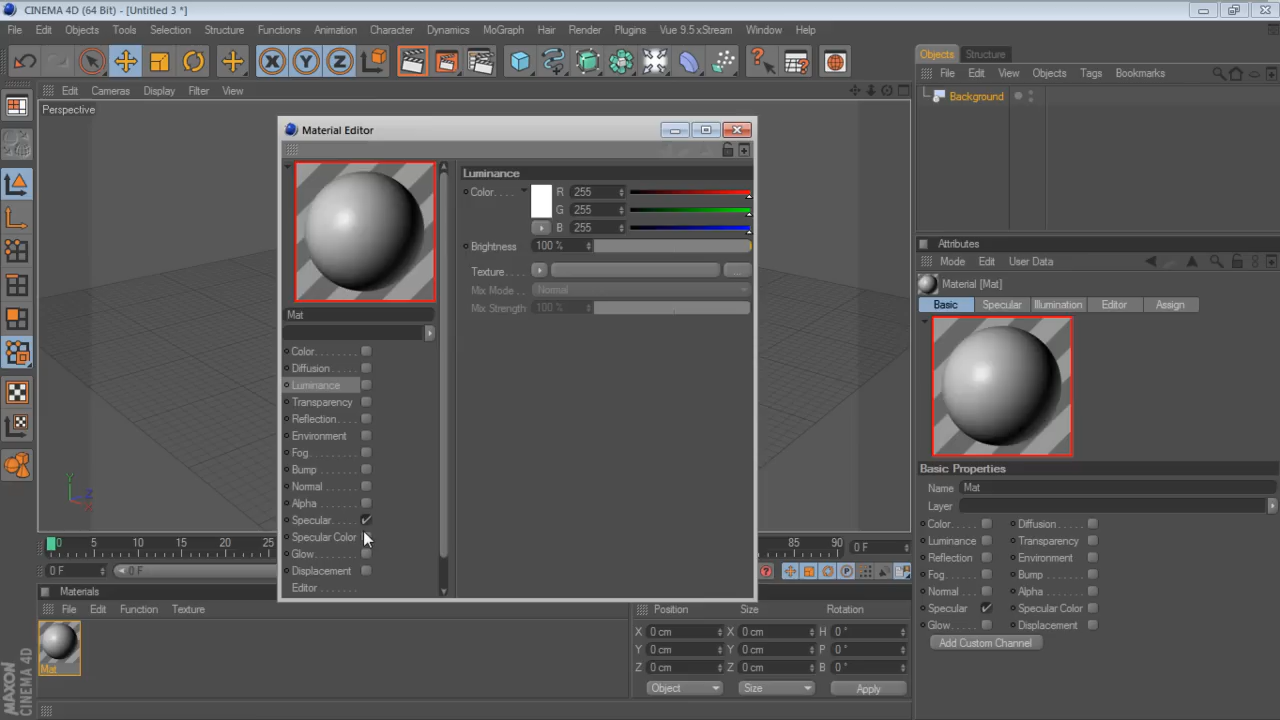 CINEMA 4D (64 Bit) - [Untitled 3 *]
File Edit Objects Tools Selection Structure Functions Animation Character Dynamics MoGraph Hair Render Plugins Vue 9.5 xStream Window Help
Objects Structure
File Edit View Objects Tags Bookmarks
Edit Cameras Display Filter View
Perspective
Background
Material Editor
Luminance
Color. . . . R 255
G 255
B 255
Brightness 100 %
Texture. . . . ...
Mix Mode . . Normal
Mix Strength 100 %
Mat
Color. . . . . . . .
Diffusion . . . . .
Luminance
Transparency
Reflection. . . . .
Environment
Fog. . . . . . . . .
Bump . . . . . . .
Normal . . . . . .
Alpha . . . . . . .
Specular. . . . .
Specular Color
Glow. . . . . . . .
Displacement
Editor . . . . . . .
Attributes
Mode Edit User Data
Material [Mat]
Basic Specular Illumination Editor Assign
Basic Properties
Name Mat
Layer
Color. . . . . Diffusion . . . . .
Luminance Transparency
Reflection Environment
Fog. . . . . . Bump . . . . . . .
Normal . . . Alpha . . . . . . .
Specular Specular Color
Glow. . . . . Displacement
Add Custom Channel
0 5 10 15 20 25 85 90 0 F
0 F 0 F
Materials
File Edit Function Texture
Mat
Position Size Rotation
X 0 cm X 0 cm H 0 °
Y 0 cm Y 0 cm P 0 °
Z 0 cm Z 0 cm B 0 °
Object Size Apply
MAXON
CINEMA 4D
Y
Z
X